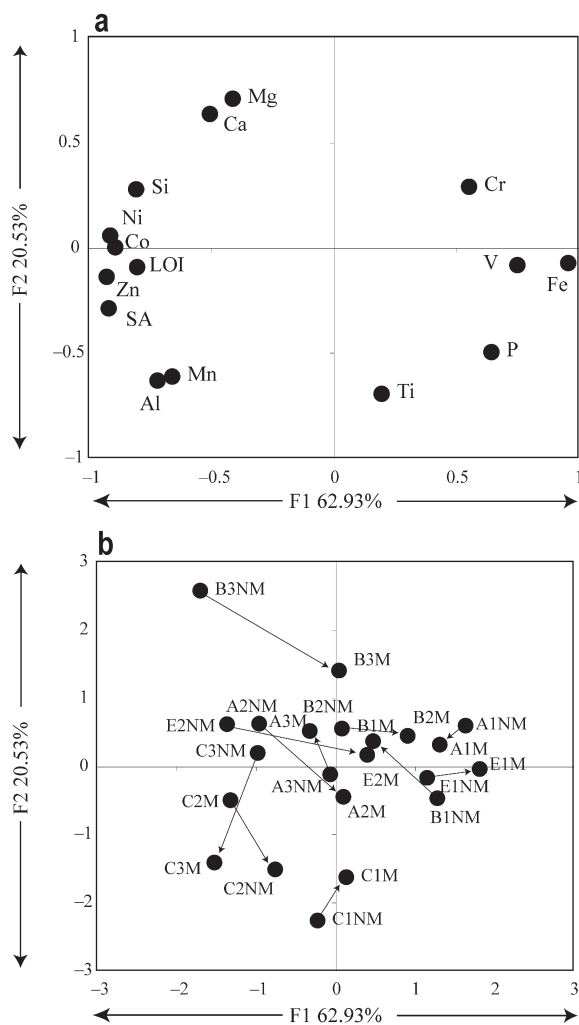 a
1
Mg
Ca
0.5
Si
Cr
Ni
Co
0
LOI
V
Fe
Zn
SA
P
–0.5
Mn
Al
Ti
–1
–1
–0.5
0
0.5
1
F2 20.53%
F1 62.93%
b
3
B3NM
2
B3M
1
A2NM
B2NM
A3M
B1M
B2M
A1NM
E2NM
A1M
C3NM
E1M
0
A3NM
E2M
E1NM
C2M
A2M
B1NM
–1
C3M
C2NM
C1M
–2
C1NM
–3
–3
–2
–1
0
1
2
3
F2 20.53%
F1 62.93%